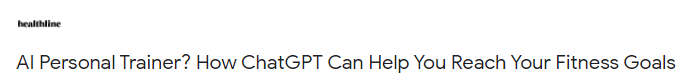 healthline
AI Personal Trainer? How ChatGPT Can Help You Reach Your Fitness Goals